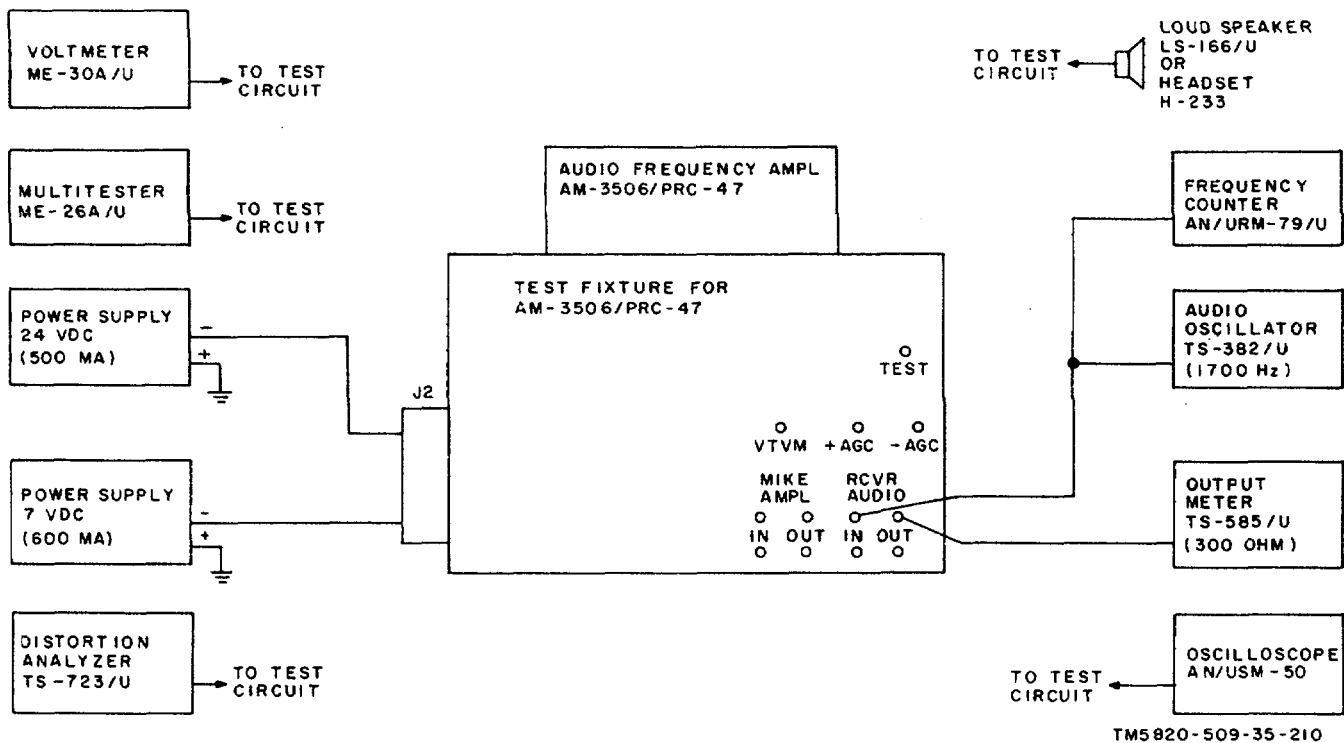 VOLTMETER
ME-30A/U
TO TEST
CIRCUIT
MULTITESTER
ME-26A/U
TO TEST
CIRCUIT
POWER SUPPLY
24 VDC
(500 MA)
-
+
POWER SUPPLY
7 VDC
(600 MA)
-
+
DISTORTION
ANALYZER
TS-723/U
TO TEST
CIRCUIT
J2
AUDIO FREQUENCY AMPL
AM-3506/PRC-47
TEST FIXTURE FOR
AM-3506/PRC-47
TEST
VTVM +AGC -AGC
MIKE
AMPL
RCVR
AUDIO
IN OUT IN OUT
TO TEST
CIRCUIT
LOUD SPEAKER
LS-166/U
OR
HEADSET
H-233
FREQUENCY
COUNTER
AN/URM-79/U
AUDIO
OSCILLATOR
TS-382/U
(1700 Hz)
OUTPUT
METER
TS-585/U
(300 OHM)
TO TEST
CIRCUIT
OSCILLOSCOPE
AN/USM-50
TM5820-509-35-210